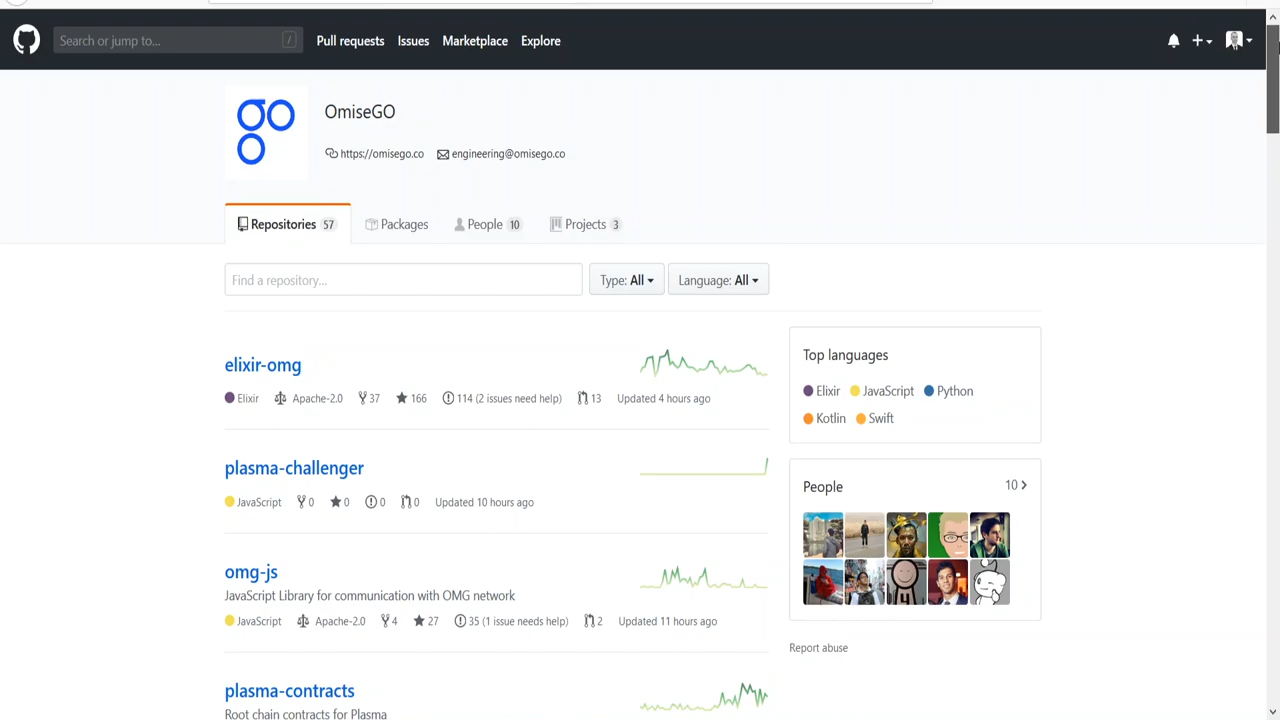 Search or jump to... / Pull requests Issues Marketplace Explore
go
o
OmiseGO
https://omisego.co engineering@omisego.co
Repositories 57 Packages People 10 Projects 3
Find a repository... Type: All Language: All
elixir-omg
Elixir Apache-2.0 37 166 114 (2 issues need help) 13 Updated 4 hours ago
plasma-challenger
JavaScript 0 0 0 0 Updated 10 hours ago
omg-js
JavaScript Library for communication with OMG network
JavaScript Apache-2.0 4 27 35 (1 issue needs help) 2 Updated 11 hours ago
plasma-contracts
Root chain contracts for Plasma
Top languages
Elixir JavaScript Python
Kotlin Swift
People 10
Report abuse